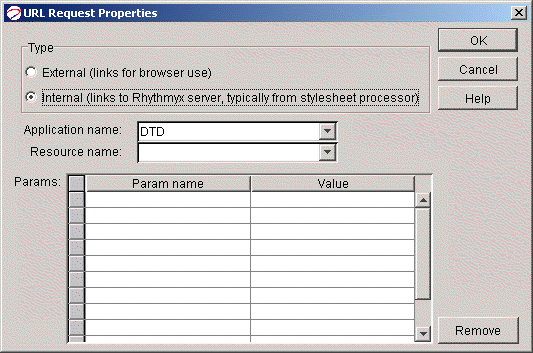 URL Request Properties
Type
External (links for browser use)
Internal (links to Rhythmyx server, typically from stylesheet processor)
OK
Cancel
Help
Application name: DTD
Resource name:
Params: Param name Value
Remove